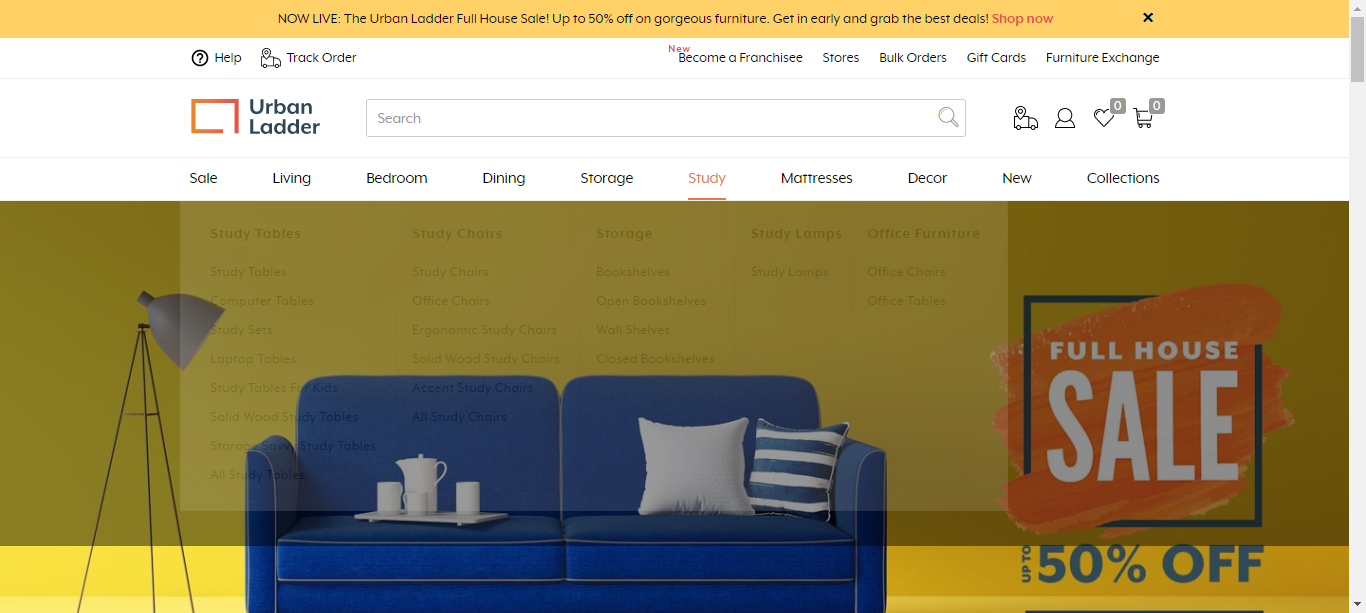 NOW LIVE: The Urban Ladder Full House Sale! Up to 50% off on gorgeous furniture. Get in early and grab the best deals! Shop now
Help Track Order New Become a Franchisee Stores Bulk Orders Gift Cards Furniture Exchange
Urban
Ladder
Search
0 0
Sale Living Bedroom Dining Storage Study Mattresses Decor New Collections
Study Tables Study Chairs Storage Study Lamps Office Furniture
Study Tables Study Chairs Bookshelves Study Lamps Office Chairs
Computer Tables Office Chairs Open Bookshelves Office Tables
Study Sets Ergonomic Study Chairs Wall Shelves
Laptop Tables Solid Wood Study Chairs Closed Bookshelves
Study Tables For Kids Accent Study Chairs
Solid Wood Study Tables All Study Chairs
Storage Savvy Study Tables
All Study Tables
FULL HOUSE
SALE
UP TO 50% OFF